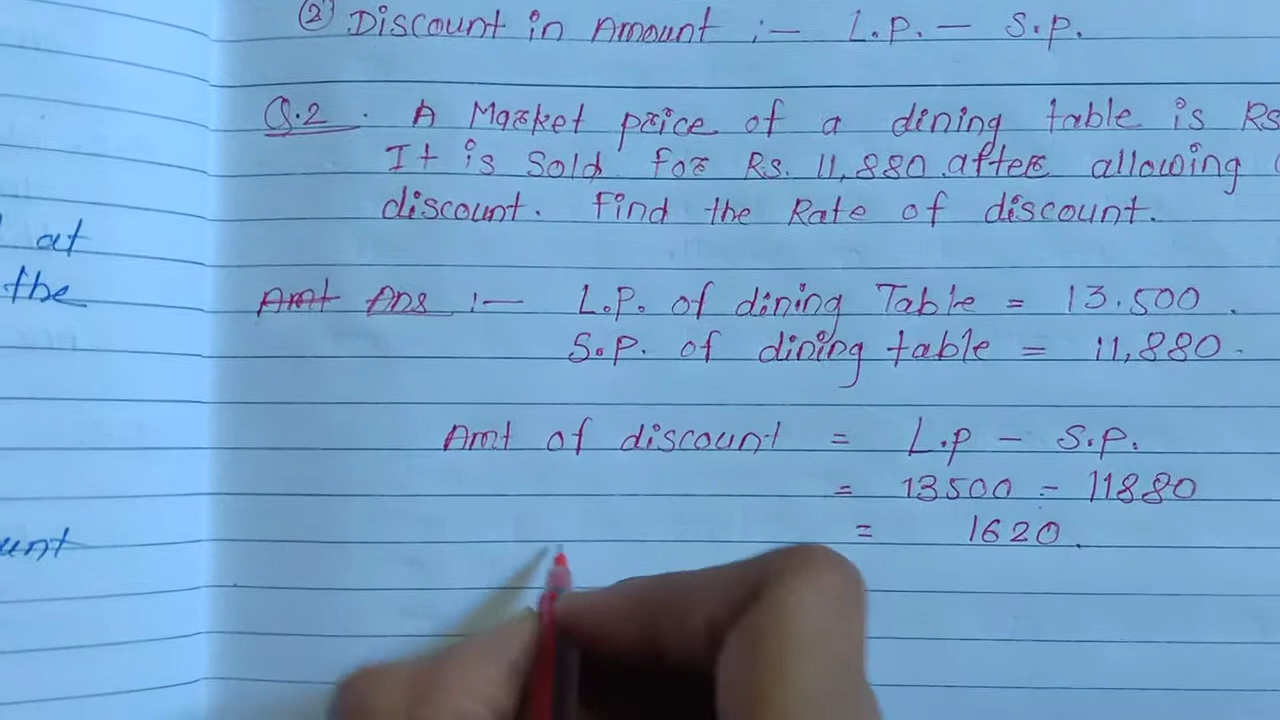 ② Discount in Amount :- L.P. - S.P.
Q.2. A Market price of a dining table is Rs
It is Sold for Rs. 11,880 after allowing
discount. Find the Rate of discount.
at
the
Amt Ans :- L.P. of dining Table = 13.500.
S.P. of dining table = 11,880.
Amt of discount = L.P - S.P.
= 13500 - 11880
= 1620.
unt